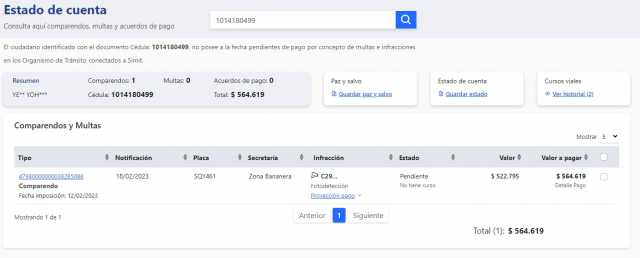 Estado de cuenta
Consulta aquí comparendos, multas y acuerdos de pago
1014180499
El ciudadano identificado con el documento Cédula: 1014180499, no posee a la fecha pendientes de pago por concepto de multas e infracciones
en los Organismo de Tránsito conectados a Simit.
Resumen Comparendos: 1 Multas: 0 Acuerdos de pago: 0
YE** YOH*** Cédula: 1014180499 Total: $ 564.619
Paz y salvo
Guardar paz y salvo
Estado de cuenta
Guardar estado
Cursos viales
Ver historial (2)
Comparendos y Multas
Mostrar 5
Tipo Notificación Placa Secretaría Infracción Estado Valor Valor a pagar
18/02/2023 Zona Bananera C29... Pendiente $ 522.795 $ 564.619
Comparendo Fotodetección No tiene curso Detalle Pago
Fecha imposición: 12/02/2023 Proyección pago
Mostrando 1 de 1 Anterior 1 Siguiente
Total (1): $ 564.619